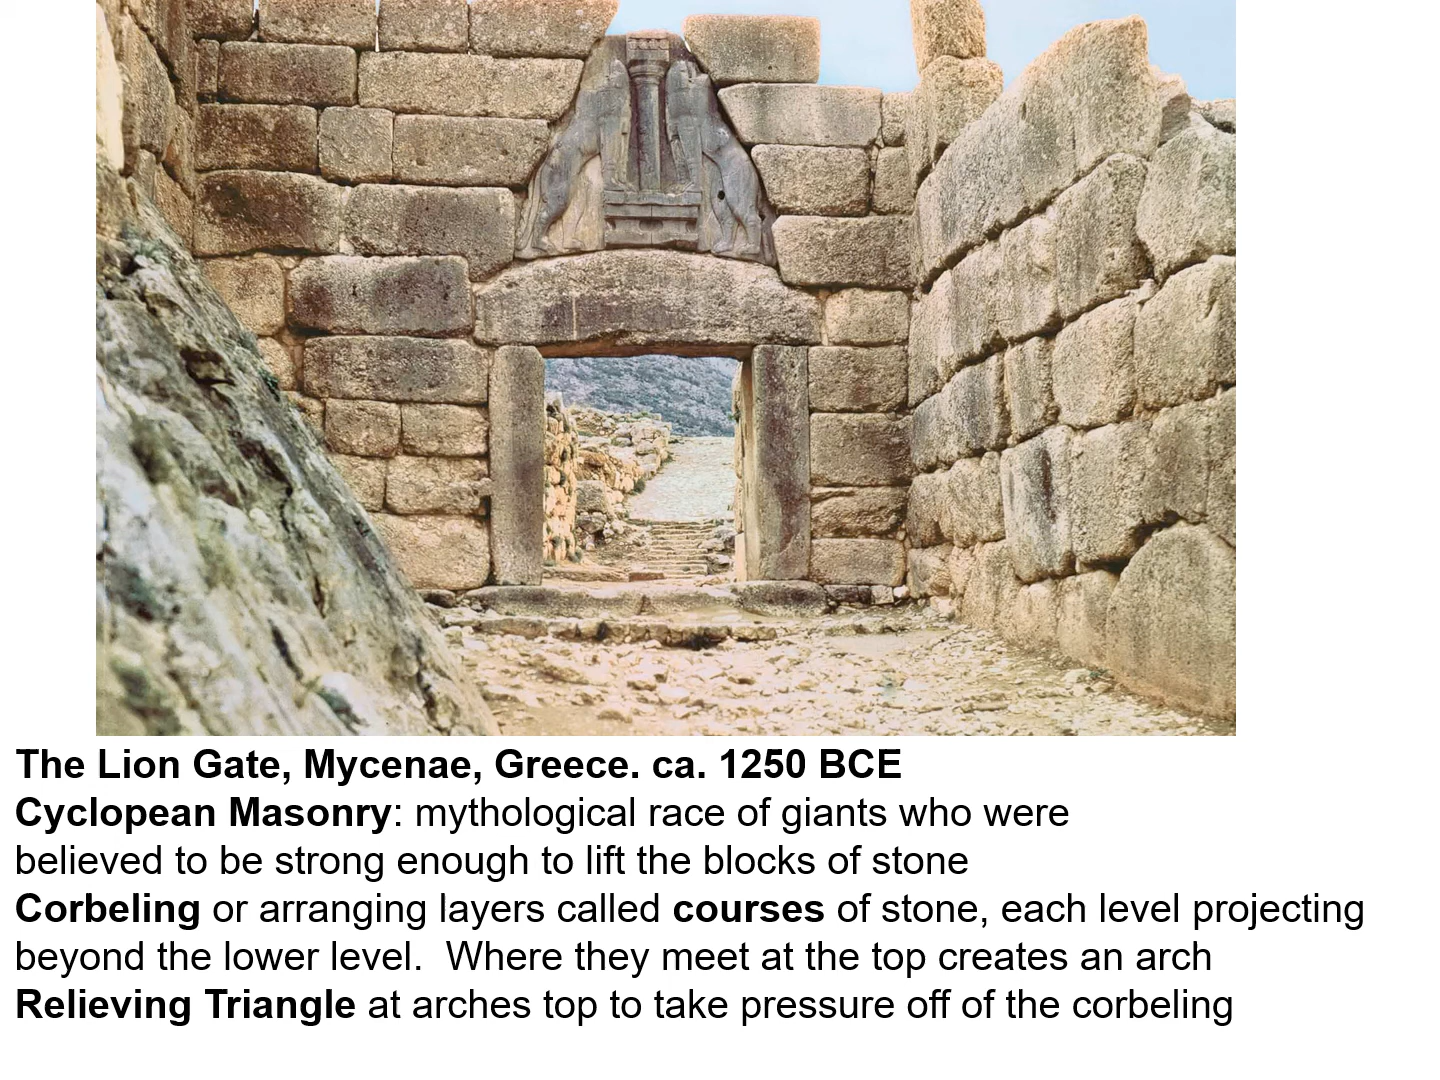 The Lion Gate, Mycenae, Greece. ca. 1250 BCE
Cyclopean Masonry: mythological race of giants who were
believed to be strong enough to lift the blocks of stone
Corbeling or arranging layers called courses of stone, each level projecting
beyond the lower level.  Where they meet at the top creates an arch
Relieving Triangle at arches top to take pressure off of the corbeling